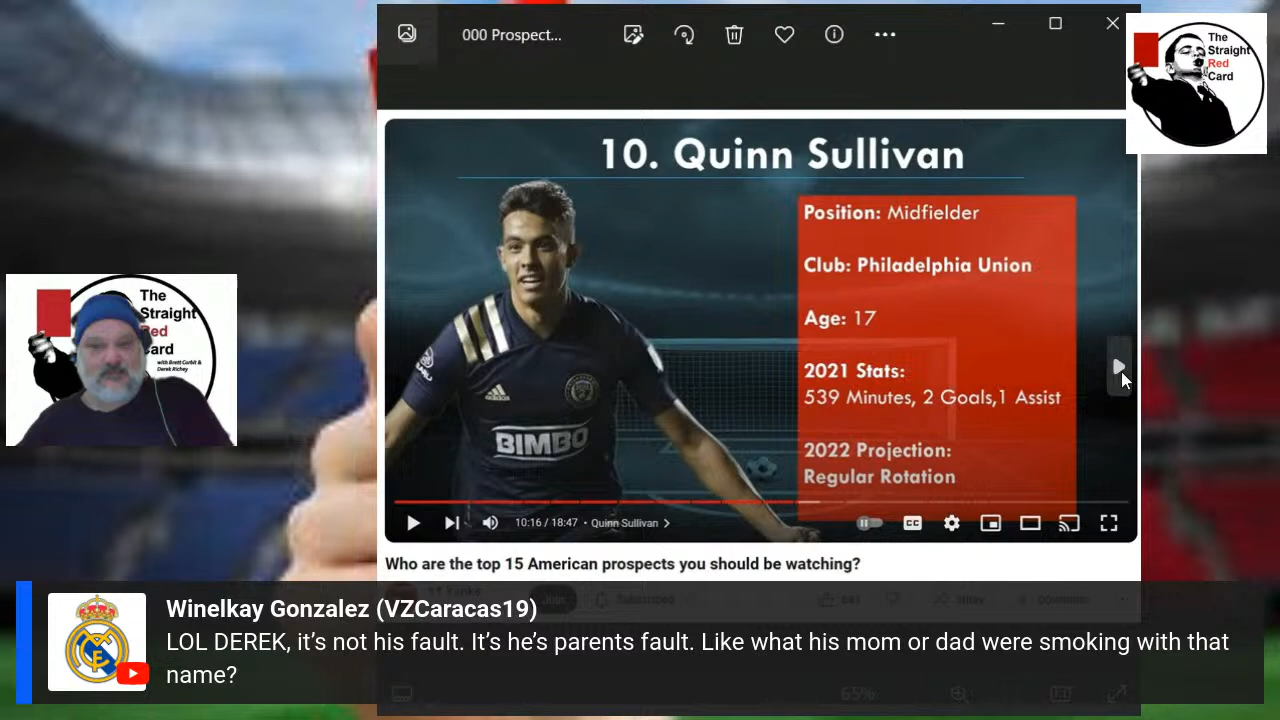 000 Prospect...
The
Straight
Red
Card
10. Quinn Sullivan
Position: Midfielder
Club: Philadelphia Union
Age: 17
2021 Stats:
539 Minutes, 2 Goals,1 Assist
2022 Projection:
Regular Rotation
BIMBO
adidas
The
Straight
Red
Card
with Brett Corbit &
Derek Richey
10:16 / 18:47 • Quinn Sullivan >
CC
Who are the top 15 American prospects you should be watching?
Subscribed
Winelkay Gonzalez (VZCaracas19)
LOL DEREK, it’s not his fault. It’s he’s parents fault. Like what his mom or dad were smoking with that
name?
65%